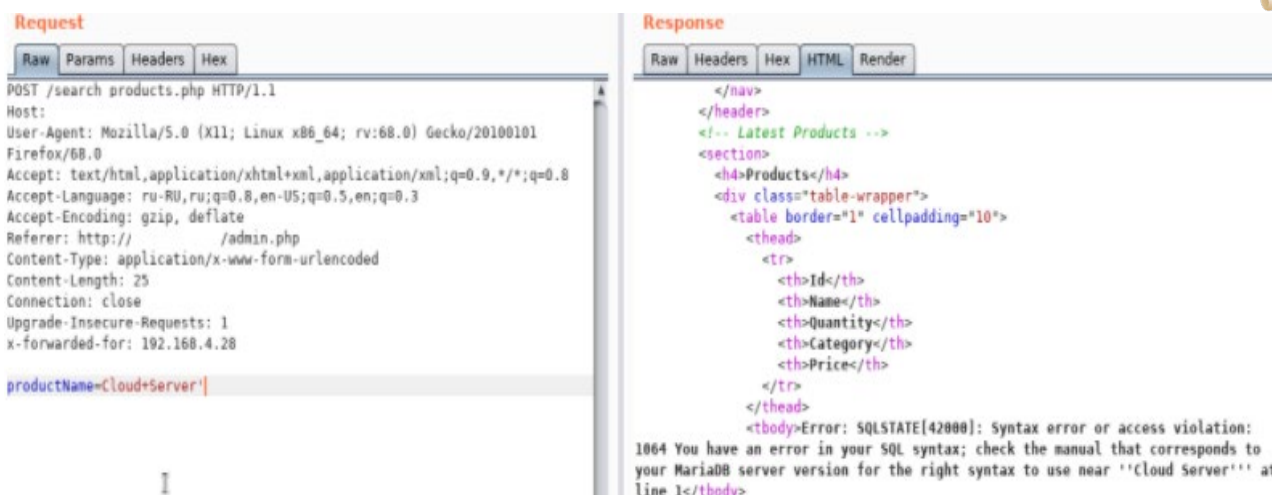 Request
Raw Params Headers Hex
POST /search products.php HTTP/1.1
Host:
User-Agent: Mozilla/5.0 (X11; Linux x86_64; rv:68.0) Gecko/20100101
Firefox/68.0
Accept: text/html,application/xhtml+xml,application/xml;q=0.9,*/*;q=0.8
Accept-Language: ru-RU,ru;q=0.8,en-US;q=0.5,en;q=0.3
Accept-Encoding: gzip, deflate
Referer: http:// /admin.php
Content-Type: application/x-www-form-urlencoded
Content-Length: 25
Connection: close
Upgrade-Insecure-Requests: 1
x-forwarded-for: 192.168.4.28
productName=Cloud+Server'
Response
Raw Headers Hex HTML Render
</nav>
</header>
<!-- Latest Products -->
<section>
<h4>Products</h4>
<div class="table-wrapper">
<table border="1" cellpadding="10">
<thead>
<tr>
<th>Id</th>
<th>Name</th>
<th>Quantity</th>
<th>Category</th>
<th>Price</th>
</tr>
</thead>
<tbody>Error: SQLSTATE[42000]: Syntax error or access violation:
1064 You have an error in your SQL syntax; check the manual that corresponds to
your MariaDB server version for the right syntax to use near ''Cloud Server''' at
line 1</tbody>